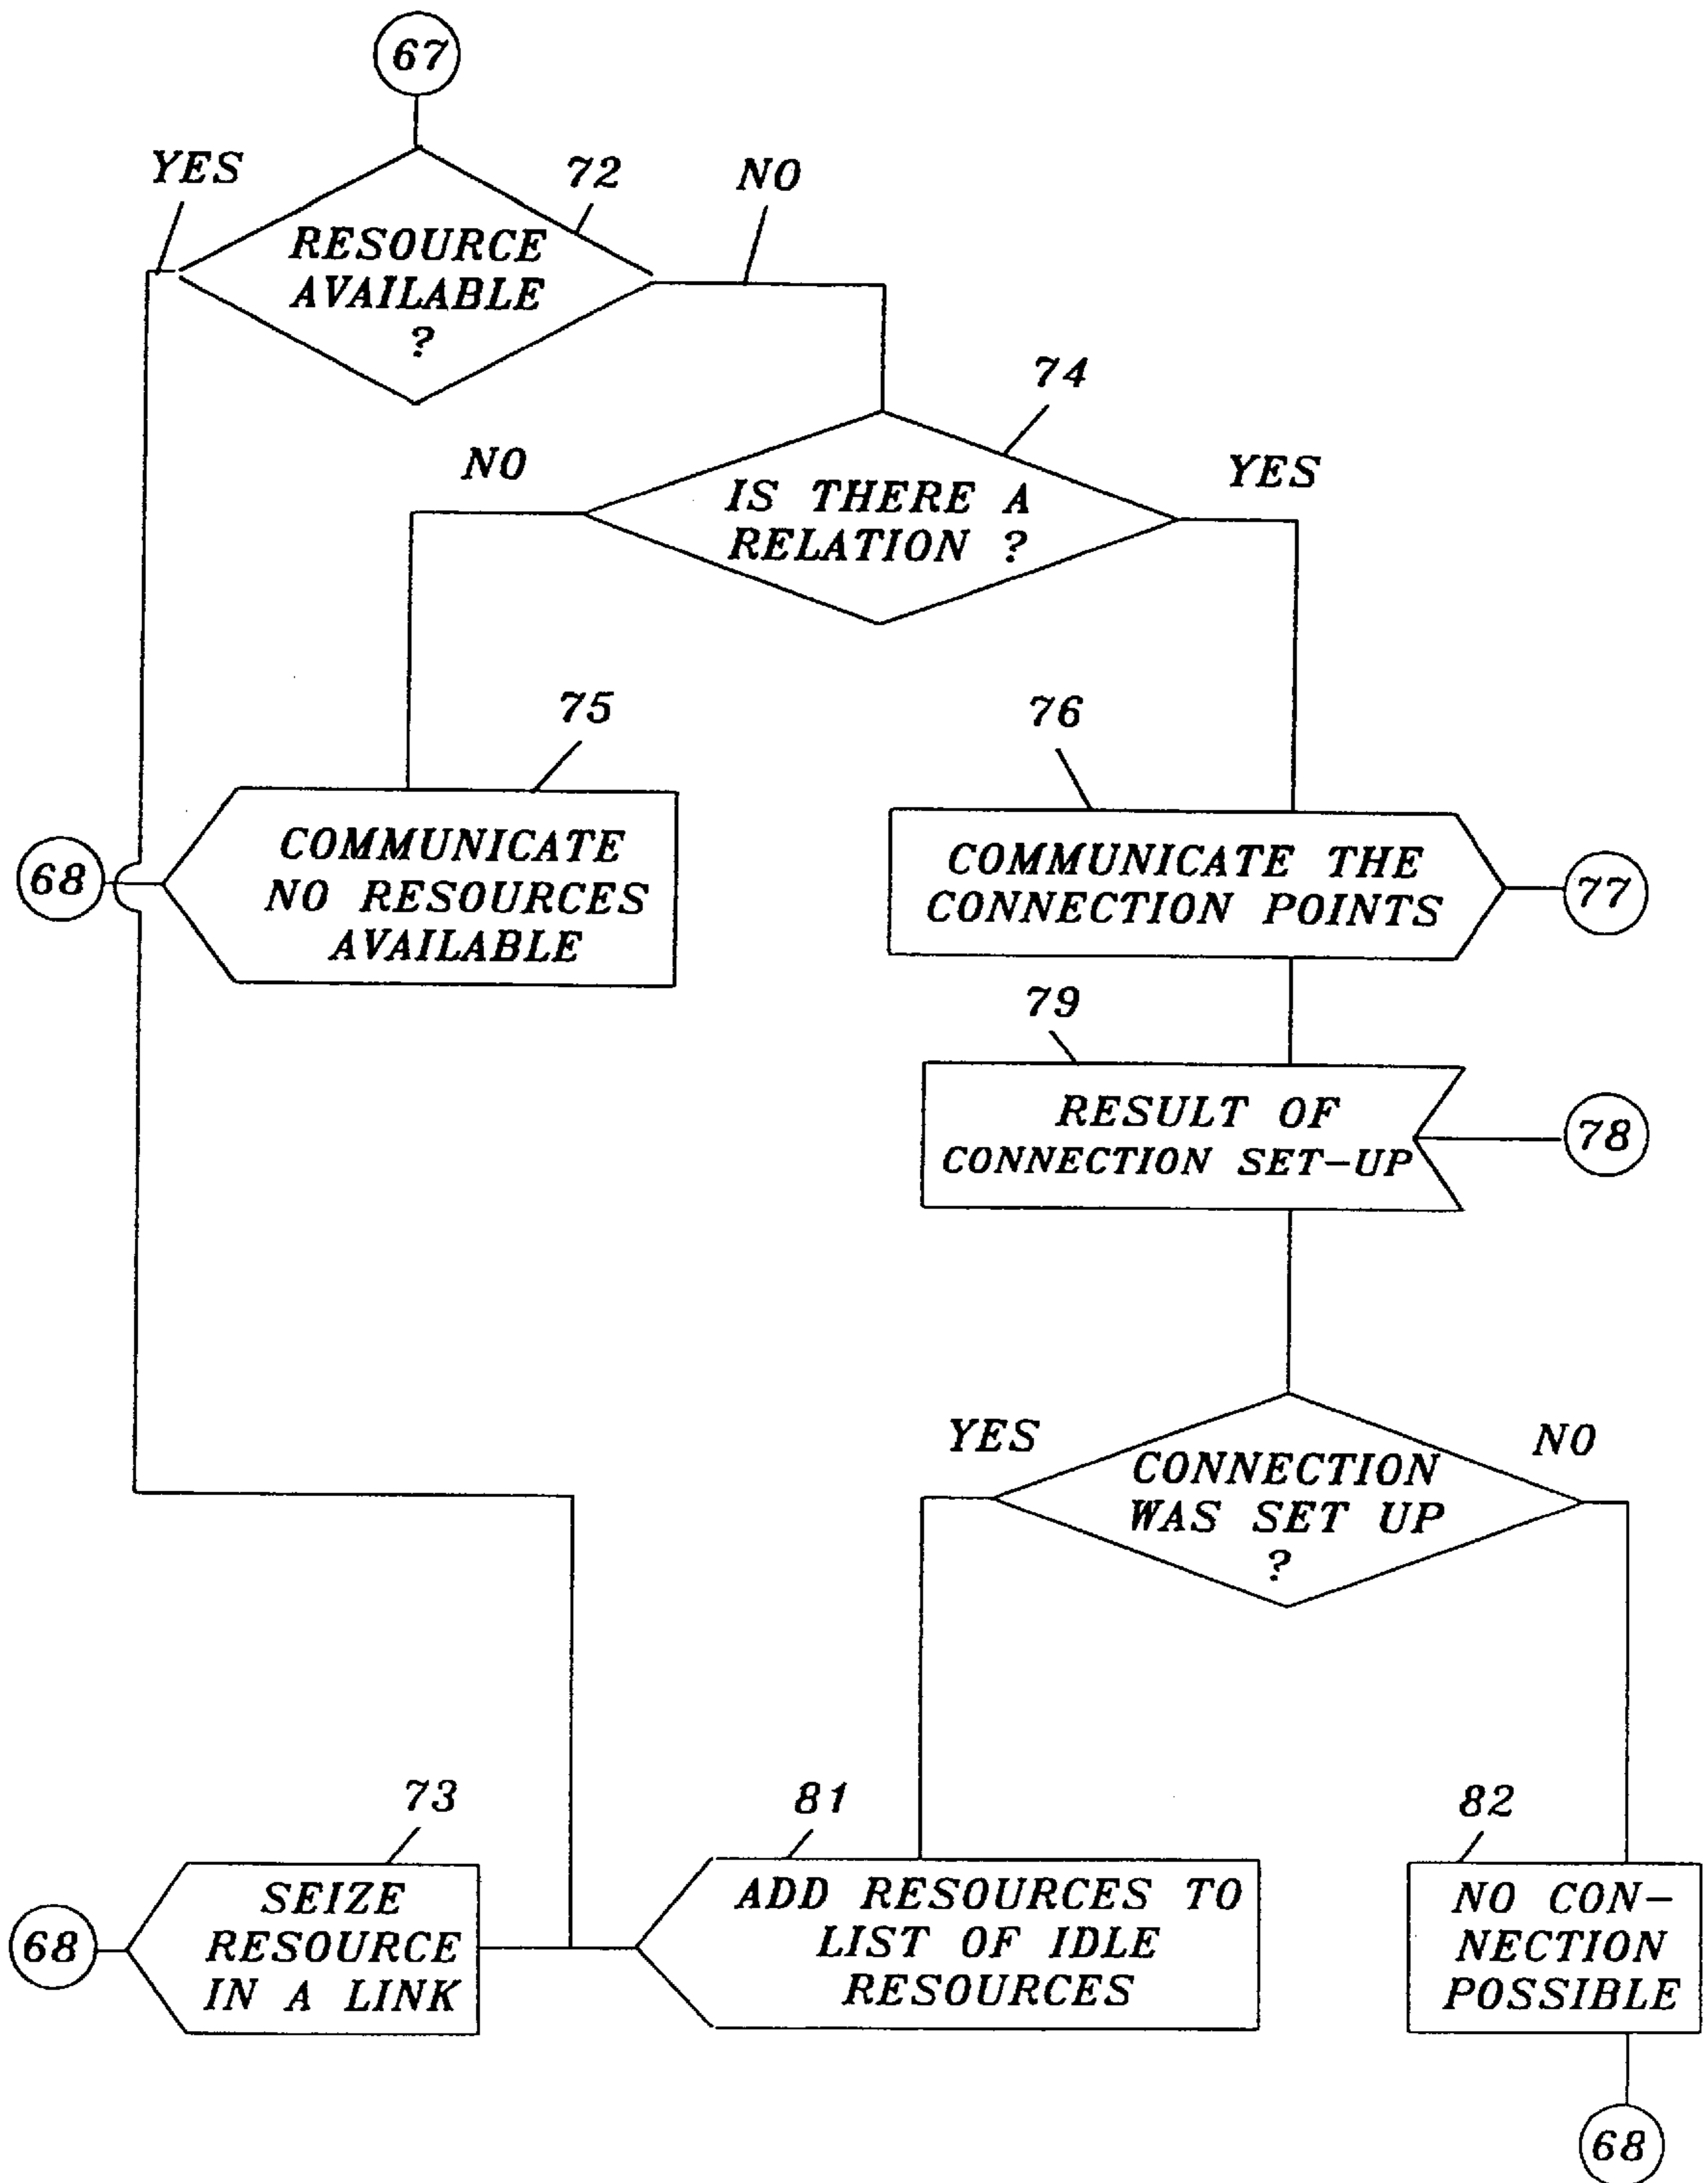 67
YES
72
NO
RESOURCE
AVAILABLE
?
74
NO
YES
IS THERE A
RELATION ?
75
76
68
COMMUNICATE
NO RESOURCES
AVAILABLE
COMMUNICATE THE
CONNECTION POINTS
77
79
RESULT OF
CONNECTION SET-UP
78
YES
NO
CONNECTION
WAS SET UP
?
73
81
82
68
SEIZE
RESOURCE
IN A LINK
ADD RESOURCES TO
LIST OF IDLE
RESOURCES
NO CON-
NECTION
POSSIBLE
68